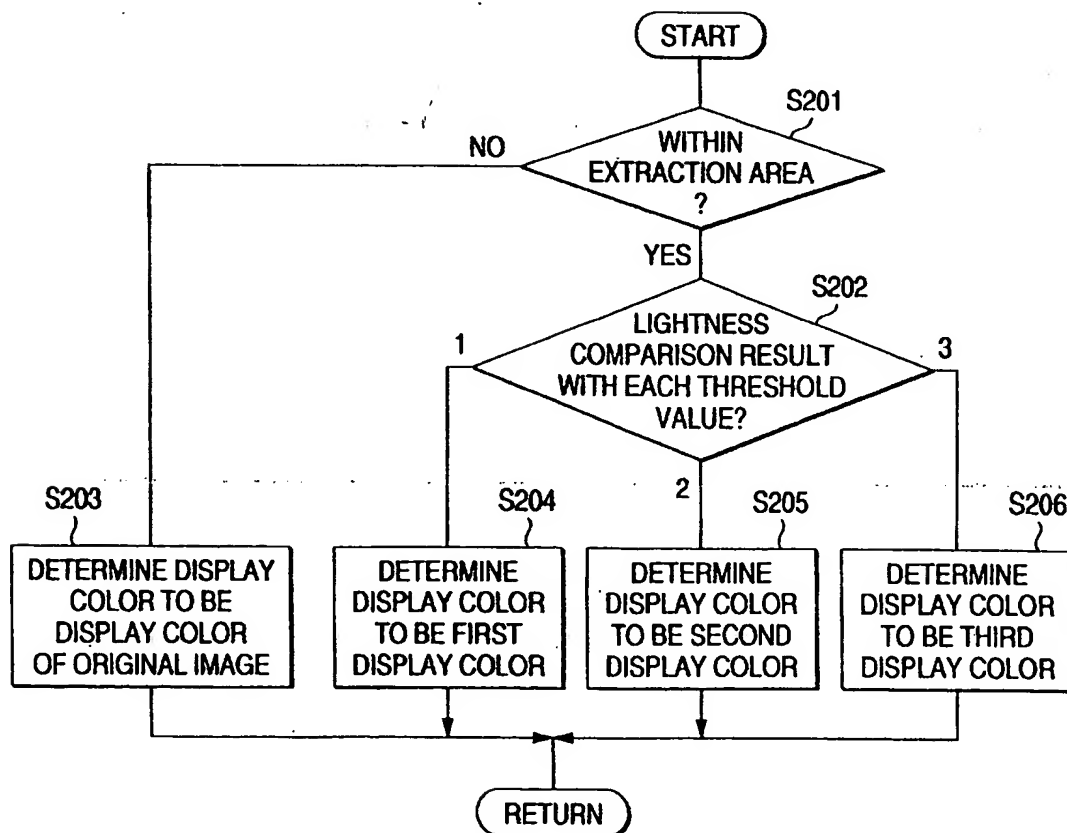 START
S201
WITHIN
EXTRACTION AREA
?
NO
YES
S202
LIGHTNESS
COMPARISON RESULT
WITH EACH THRESHOLD
VALUE?
1
3
2
S203
DETERMINE DISPLAY
COLOR TO BE
DISPLAY COLOR
OF ORIGINAL IMAGE
S204
DETERMINE
DISPLAY COLOR
TO BE FIRST
DISPLAY COLOR
S205
DETERMINE
DISPLAY COLOR
TO BE SECOND
DISPLAY COLOR
S206
DETERMINE
DISPLAY COLOR
TO BE THIRD
DISPLAY COLOR
RETURN